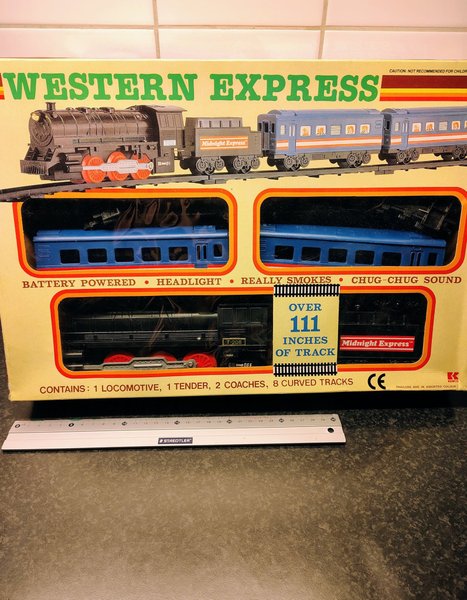 CAUTION: NOT RECOMMENDED FOR CHILDR
WESTERN EXPRESS
Midnight Express
BATTERY POWERED • HEADLIGHT • REALLY SMOKES • CHUG-CHUG SOUND
OVER
111
INCHES
OF TRACK
Midnight Express
CONTAINS: 1 LOCOMOTIVE, 1 TENDER, 2 COACHES, 8 CURVED TRACKS
CE
STAEDTLER